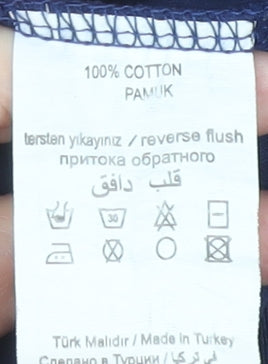 100% COTTON
PAMUK
tersten yıkayınız / reverse flush
притока обратного
قلب دافق
30
Türk Malıdır / Made in Turkey
Сделано в Турции / في تركيا